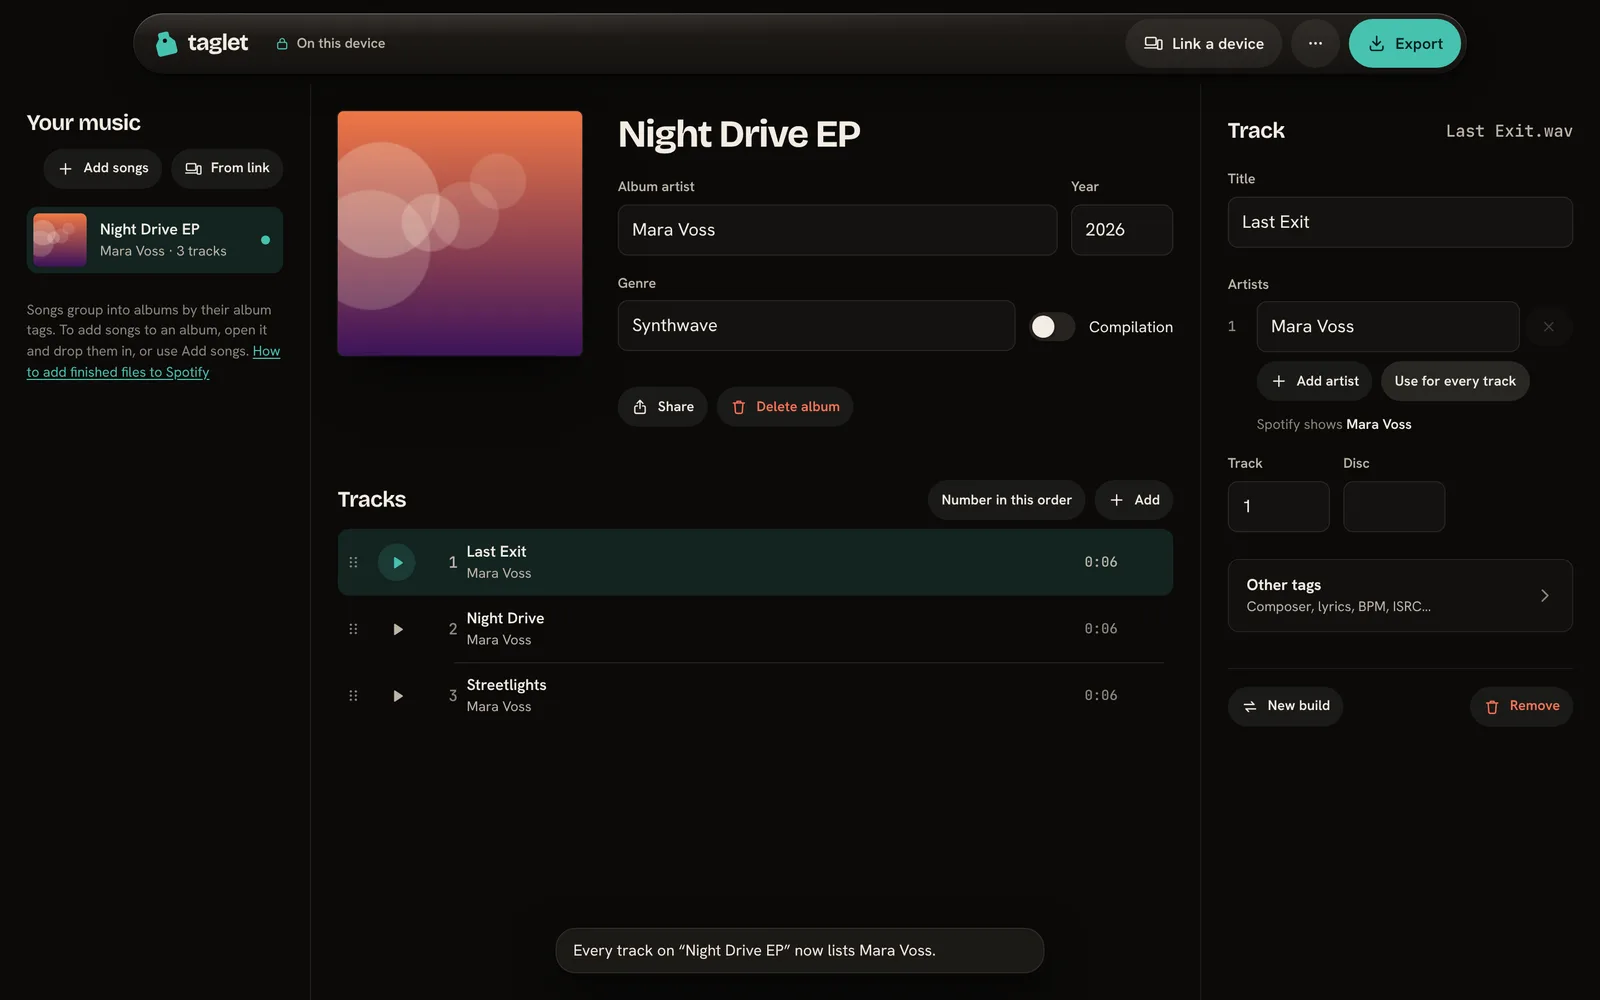 taglet
On this device
Link a device
Export
Your music
Add songs
From link
Night Drive EP
Mara Voss · 3 tracks
Songs group into albums by their album
tags. To add songs to an album, open it
and drop them in, or use Add songs. How
to add finished files to Spotify
Night Drive EP
Album artist
Year
Mara Voss
2026
Genre
Synthwave
Compilation
Share
Delete album
Tracks
Number in this order
Add
1
Last Exit
Mara Voss
0:06
2
Night Drive
Mara Voss
0:06
3
Streetlights
Mara Voss
0:06
Track
Last Exit.wav
Title
Last Exit
Artists
1
Mara Voss
Add artist
Use for every track
Spotify shows Mara Voss
Track
Disc
1
Other tags
Composer, lyrics, BPM, ISRC…
New build
Remove
Every track on “Night Drive EP” now lists Mara Voss.